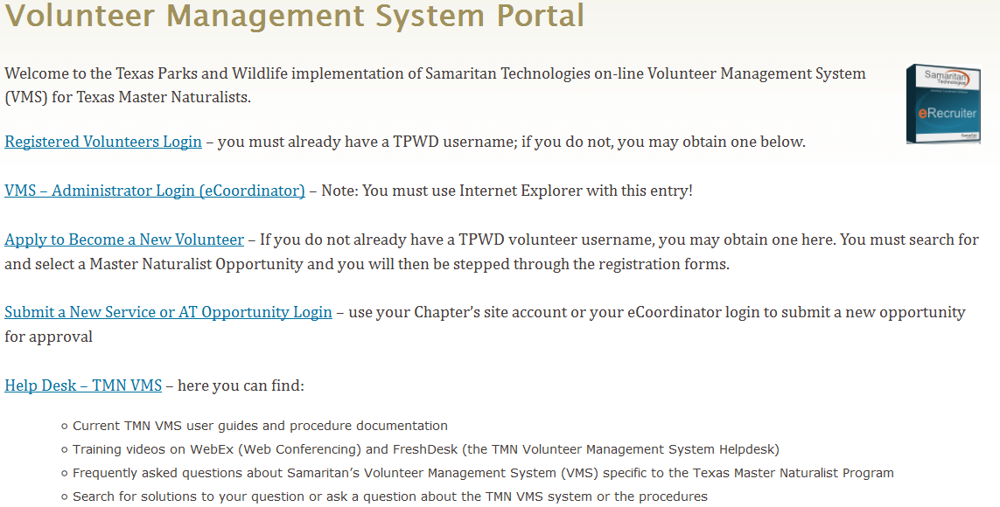 Volunteer Management System Portal
Welcome to the Texas Parks and Wildlife implementation of Samaritan Technologies on-line Volunteer Management System
(VMS) for Texas Master Naturalists.
Samaritan
Technologies
eRecruiter
Samaritan
Registered Volunteers Login – you must already have a TPWD username; if you do not, you may obtain one below.
VMS – Administrator Login (eCoordinator) – Note: You must use Internet Explorer with this entry!
Apply to Become a New Volunteer – If you do not already have a TPWD volunteer username, you may obtain one here. You must search for
and select a Master Naturalist Opportunity and you will then be stepped through the registration forms.
Submit a New Service or AT Opportunity Login – use your Chapter’s site account or your eCoordinator login to submit a new opportunity
for approval
Help Desk – TMN VMS – here you can find:
Current TMN VMS user guides and procedure documentation
Training videos on WebEx (Web Conferencing) and FreshDesk (the TMN Volunteer Management System Helpdesk)
Frequently asked questions about Samaritan’s Volunteer Management System (VMS) specific to the Texas Master Naturalist Program
Search for solutions to your question or ask a question about the TMN VMS system or the procedures